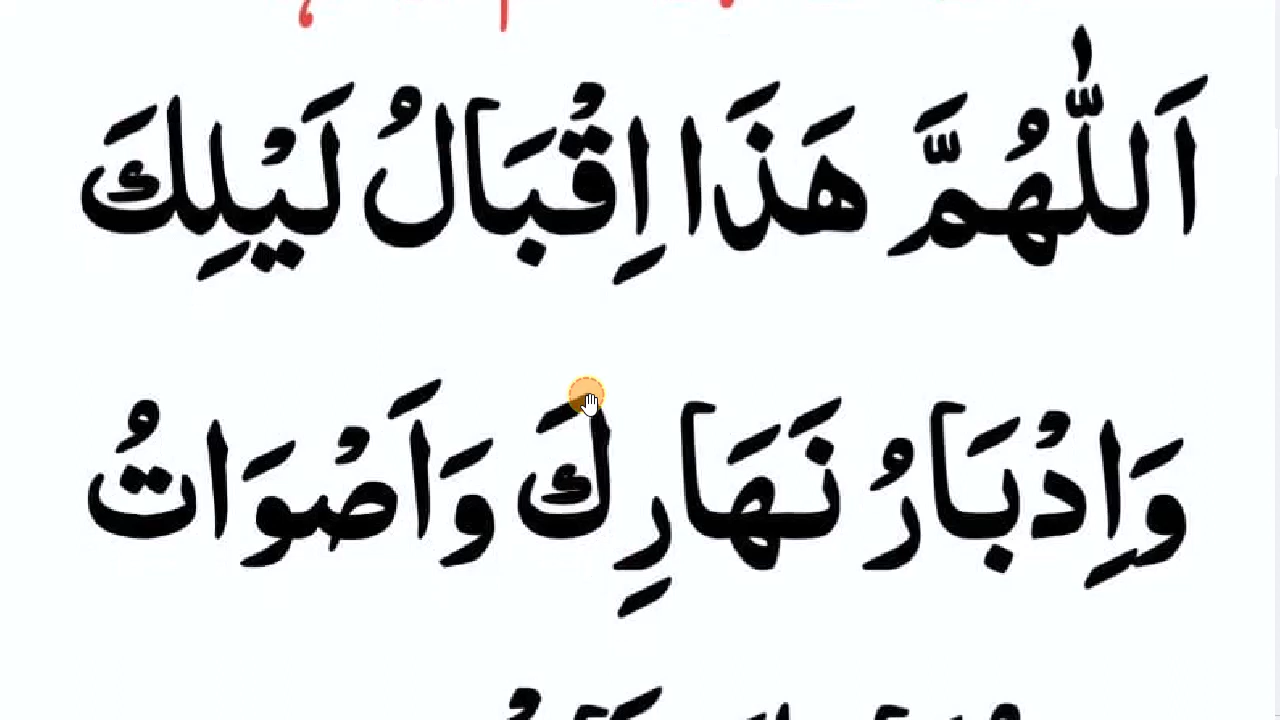 اَللّٰهُمَّ هَذَا اِقْبَالُ لَيْلِكَ
وَاِدْبَارُ نَهَارِكَ وَاَصْوَاتُ